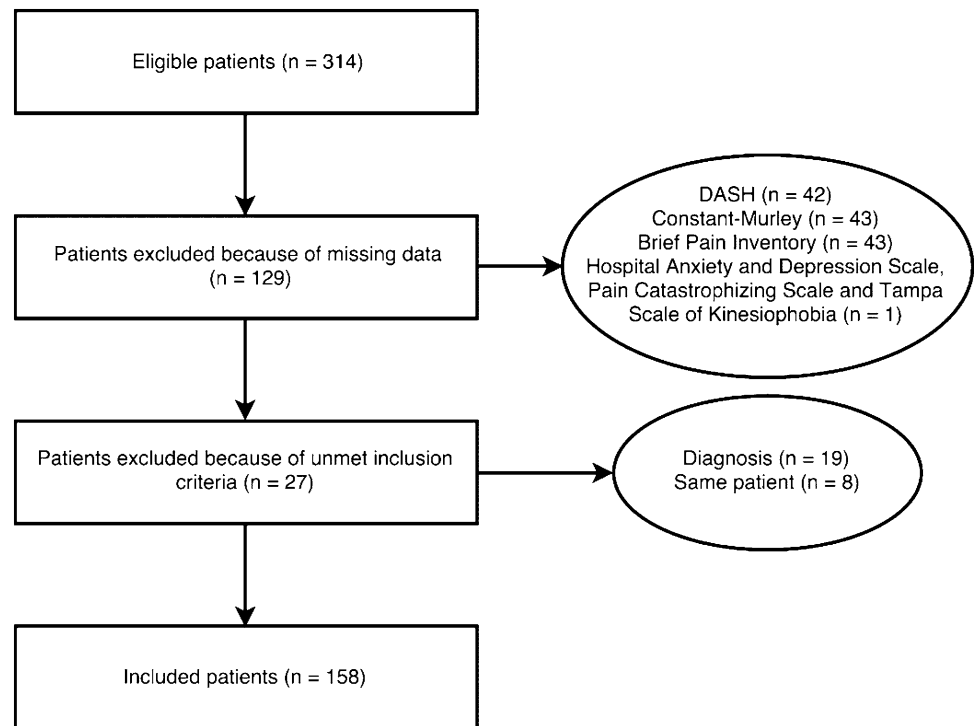 Eligible patients (n = 314)
Patients excluded because of missing data
(n = 129)
DASH (n = 42)
Constant-Murley (n = 43)
Brief Pain Inventory (n = 43)
Hospital Anxiety and Depression Scale,
Pain Catastrophizing Scale and Tampa
Scale of Kinesiophobia (n = 1)
Patients excluded because of unmet inclusion
criteria (n = 27)
Diagnosis (n = 19)
Same patient (n = 8)
Included patients (n = 158)